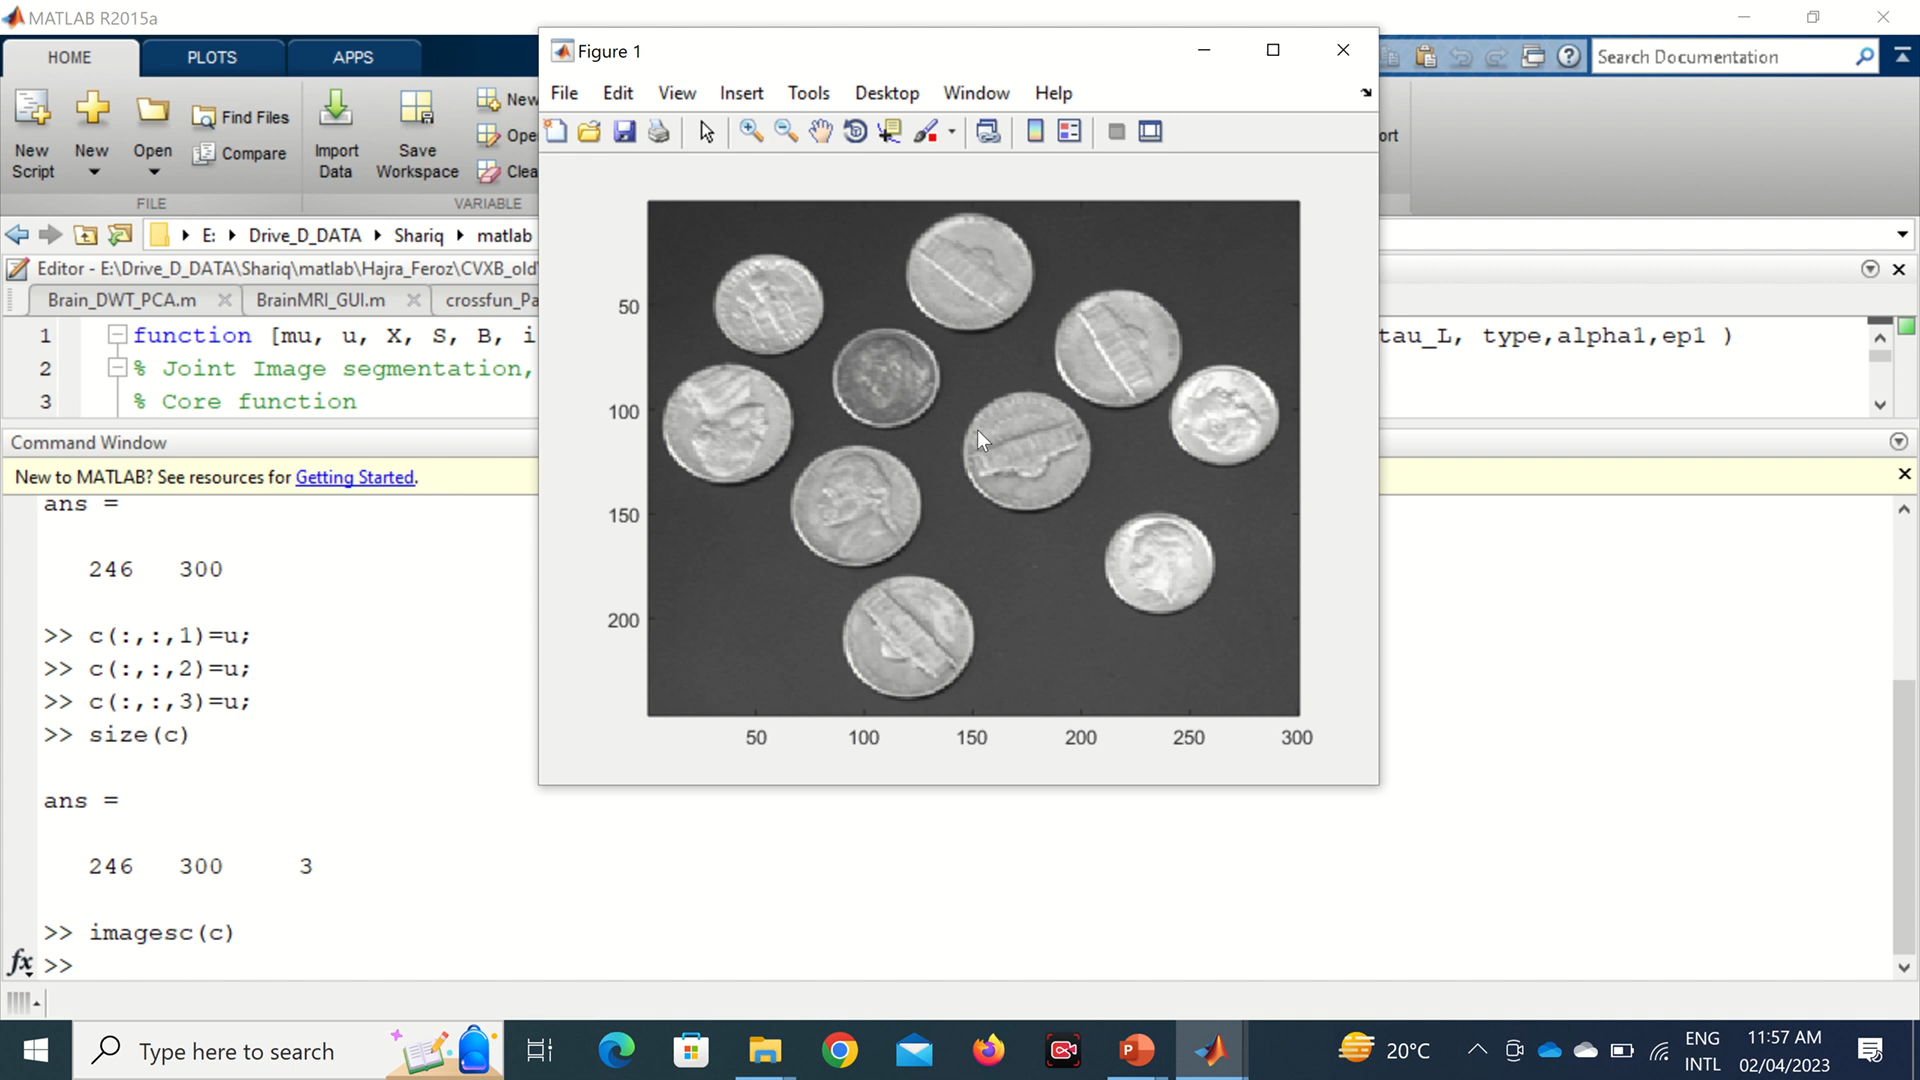 MATLAB R2015a
HOME PLOTS APPS
Search Documentation
New Script
New
Open
Find Files
Compare
Import Data
Save Workspace
New
Ope
Clea
ort
FILE VARIABLE
E: Drive_D_DATA Shariq matlab
Editor - E:\Drive_D_DATA\Shariq\matlab\Hajra_Feroz\CVXB_old\
Brain_DWT_PCA.m BrainMRI_GUI.m crossfun_Pa
1 function [mu, u, X, S, B, i tau_L, type,alpha1,ep1 )
2 % Joint Image segmentation,
3 % Core function
Command Window
New to MATLAB? See resources for Getting Started.
ans =
246 300
>> c(:,:,1)=u;
>> c(:,:,2)=u;
>> c(:,:,3)=u;
>> size(c)
ans =
246 300 3
>> imagesc(c)
fx >>
Figure 1
File Edit View Insert Tools Desktop Window Help
50
100
150
200
50 100 150 200 250 300
Type here to search
20°C
ENG
INTL
11:57 AM
02/04/2023